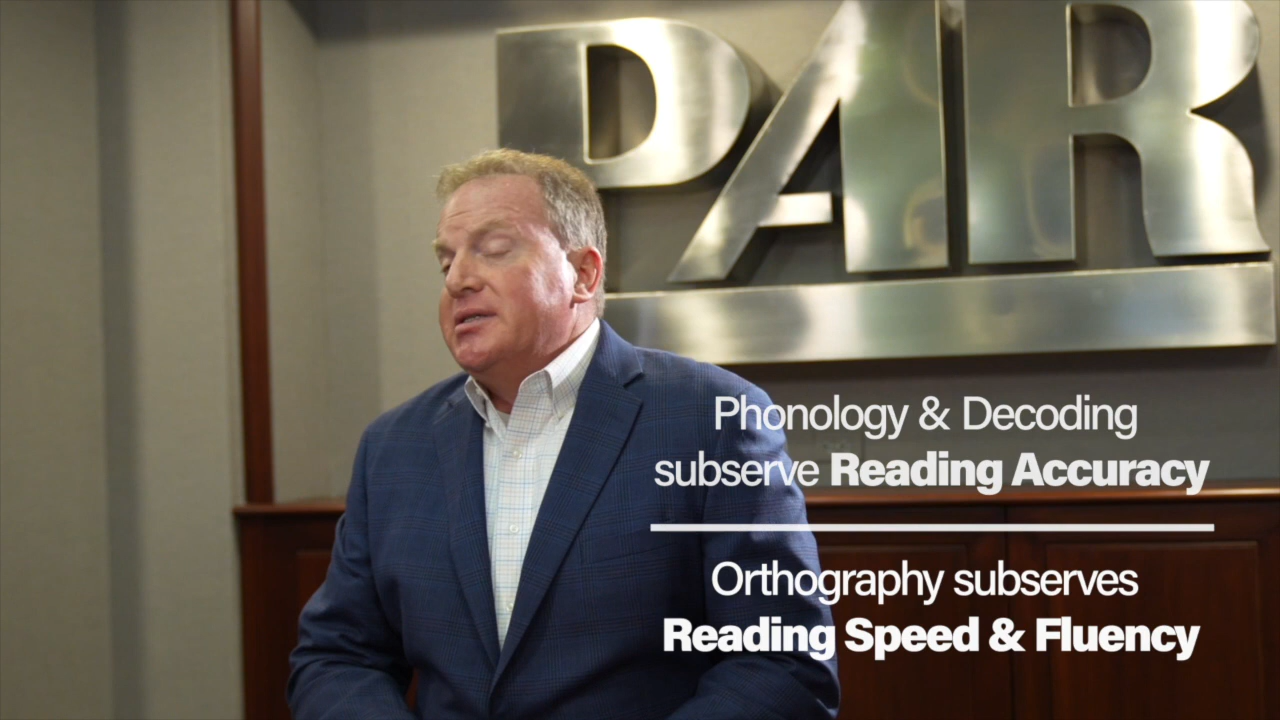 PAR
Phonology & Decoding
subserve Reading Accuracy
Orthography subserves
Reading Speed & Fluency